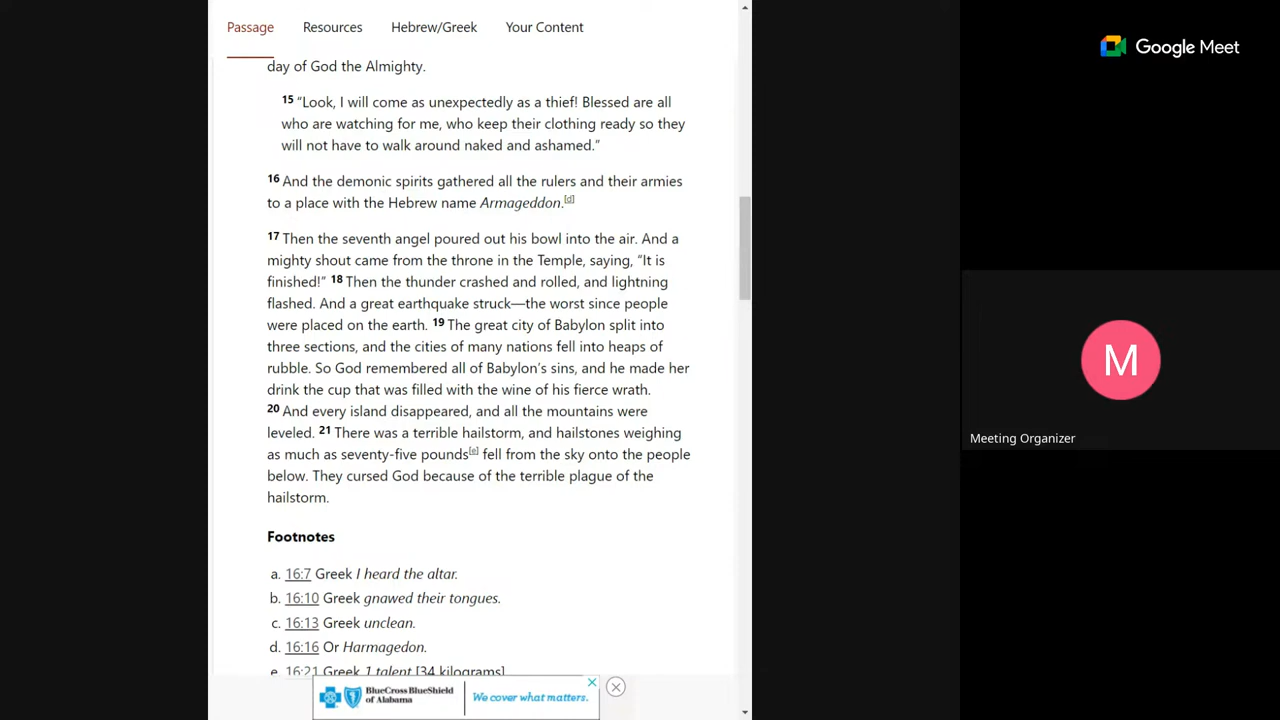 Passage Resources Hebrew/Greek Your Content
Google Meet
day of God the Almighty.
15 “Look, I will come as unexpectedly as a thief! Blessed are all
who are watching for me, who keep their clothing ready so they
will not have to walk around naked and ashamed.”
16 And the demonic spirits gathered all the rulers and their armies
to a place with the Hebrew name Armageddon.[d]
17 Then the seventh angel poured out his bowl into the air. And a
mighty shout came from the throne in the Temple, saying, “It is
finished!” 18 Then the thunder crashed and rolled, and lightning
flashed. And a great earthquake struck—the worst since people
were placed on the earth. 19 The great city of Babylon split into
three sections, and the cities of many nations fell into heaps of
rubble. So God remembered all of Babylon’s sins, and he made her
drink the cup that was filled with the wine of his fierce wrath.
20 And every island disappeared, and all the mountains were
leveled. 21 There was a terrible hailstorm, and hailstones weighing
as much as seventy-five pounds[e] fell from the sky onto the people
below. They cursed God because of the terrible plague of the
hailstorm.
Footnotes
a. 16:7 Greek I heard the altar.
b. 16:10 Greek gnawed their tongues.
c. 16:13 Greek unclean.
d. 16:16 Or Harmagedon.
e. 16:21 Greek 1 talent [34 kilograms]
BlueCross BlueShield
of Alabama
We cover what matters.
M
Meeting Organizer